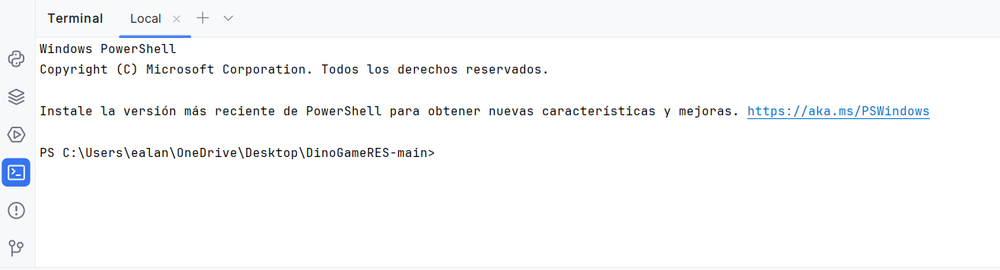 Terminal Local
Windows PowerShell
Copyright (C) Microsoft Corporation. Todos los derechos reservados.
Instale la versión más reciente de PowerShell para obtener nuevas características y mejoras. https://aka.ms/PSWindows
PS C:\Users\ealan\OneDrive\Desktop\DinoGameRES-main>